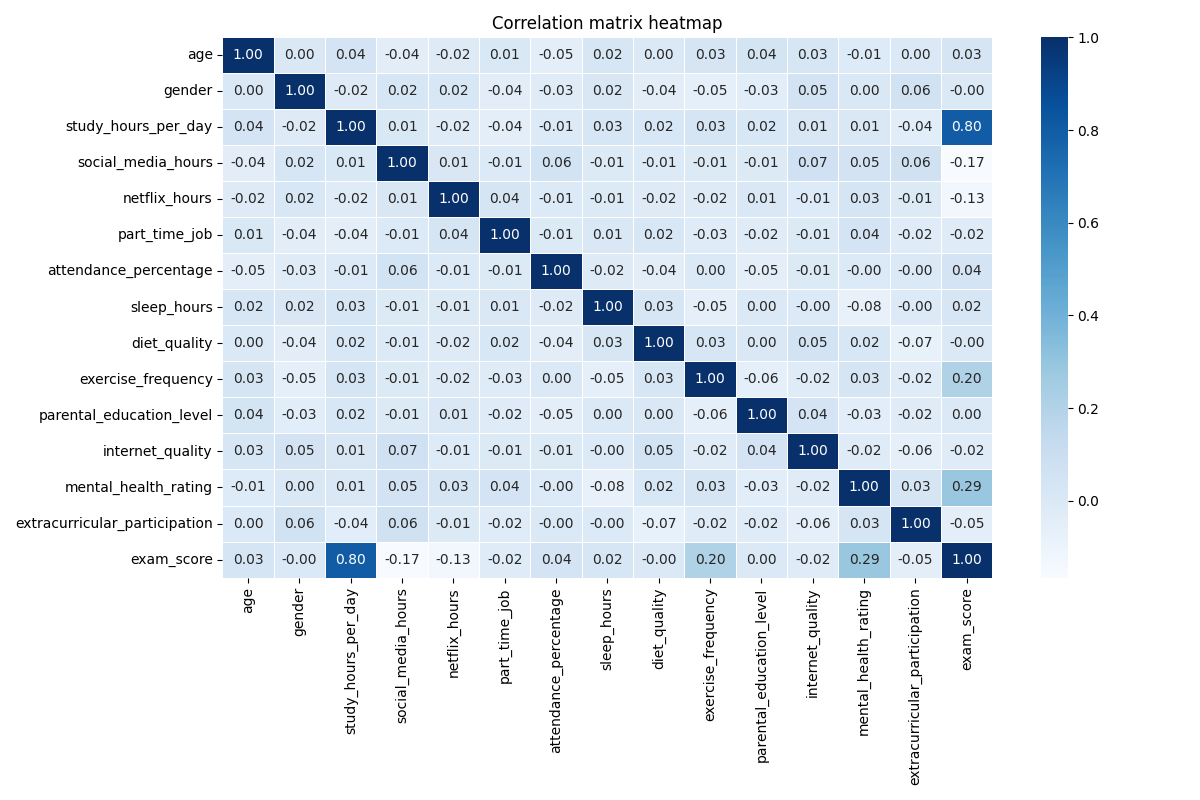 Correlation matrix heatmap
age 1.00 0.00 0.04 -0.04 -0.02 0.01 -0.05 0.02 0.00 0.03 0.04 0.03 -0.01 0.00 0.03
gender 0.00 1.00 -0.02 0.02 0.02 -0.04 -0.03 0.02 -0.04 -0.05 -0.03 0.05 0.00 0.06 -0.00
study_hours_per_day 0.04 -0.02 1.00 0.01 -0.02 -0.04 -0.01 0.03 0.02 0.03 0.02 0.01 0.01 -0.04 0.80
social_media_hours -0.04 0.02 0.01 1.00 0.01 -0.01 0.06 -0.01 -0.01 -0.01 -0.01 0.07 0.05 0.06 -0.17
netflix_hours -0.02 0.02 -0.02 0.01 1.00 0.04 -0.01 -0.01 -0.02 -0.02 0.01 -0.01 0.03 -0.01 -0.13
part_time_job 0.01 -0.04 -0.04 -0.01 0.04 1.00 -0.01 0.01 0.02 -0.03 -0.02 -0.01 0.04 -0.02 -0.02
attendance_percentage -0.05 -0.03 -0.01 0.06 -0.01 -0.01 1.00 -0.02 -0.04 0.00 -0.05 -0.01 -0.00 -0.00 0.04
sleep_hours 0.02 0.02 0.03 -0.01 -0.01 0.01 -0.02 1.00 0.03 -0.05 0.00 -0.00 -0.08 -0.00 0.02
diet_quality 0.00 -0.04 0.02 -0.01 -0.02 0.02 -0.04 0.03 1.00 0.03 0.00 0.05 0.02 -0.07 -0.00
exercise_frequency 0.03 -0.05 0.03 -0.01 -0.02 -0.03 0.00 -0.05 0.03 1.00 -0.06 -0.02 0.03 -0.02 0.20
parental_education_level 0.04 -0.03 0.02 -0.01 0.01 -0.02 -0.05 0.00 0.00 -0.06 1.00 0.04 -0.03 -0.02 0.00
internet_quality 0.03 0.05 0.01 0.07 -0.01 -0.01 -0.01 -0.00 0.05 -0.02 0.04 1.00 -0.02 -0.06 -0.02
mental_health_rating -0.01 0.00 0.01 0.05 0.03 0.04 -0.00 -0.08 0.02 0.03 -0.03 -0.02 1.00 0.03 0.29
extracurricular_participation 0.00 0.06 -0.04 0.06 -0.01 -0.02 -0.00 -0.00 -0.07 -0.02 -0.02 -0.06 0.03 1.00 -0.05
exam_score 0.03 -0.00 0.80 -0.17 -0.13 -0.02 0.04 0.02 -0.00 0.20 0.00 -0.02 0.29 -0.05 1.00
age
gender
study_hours_per_day
social_media_hours
netflix_hours
part_time_job
attendance_percentage
sleep_hours
diet_quality
exercise_frequency
parental_education_level
internet_quality
mental_health_rating
extracurricular_participation
exam_score
1.0
0.8
0.6
0.4
0.2
0.0